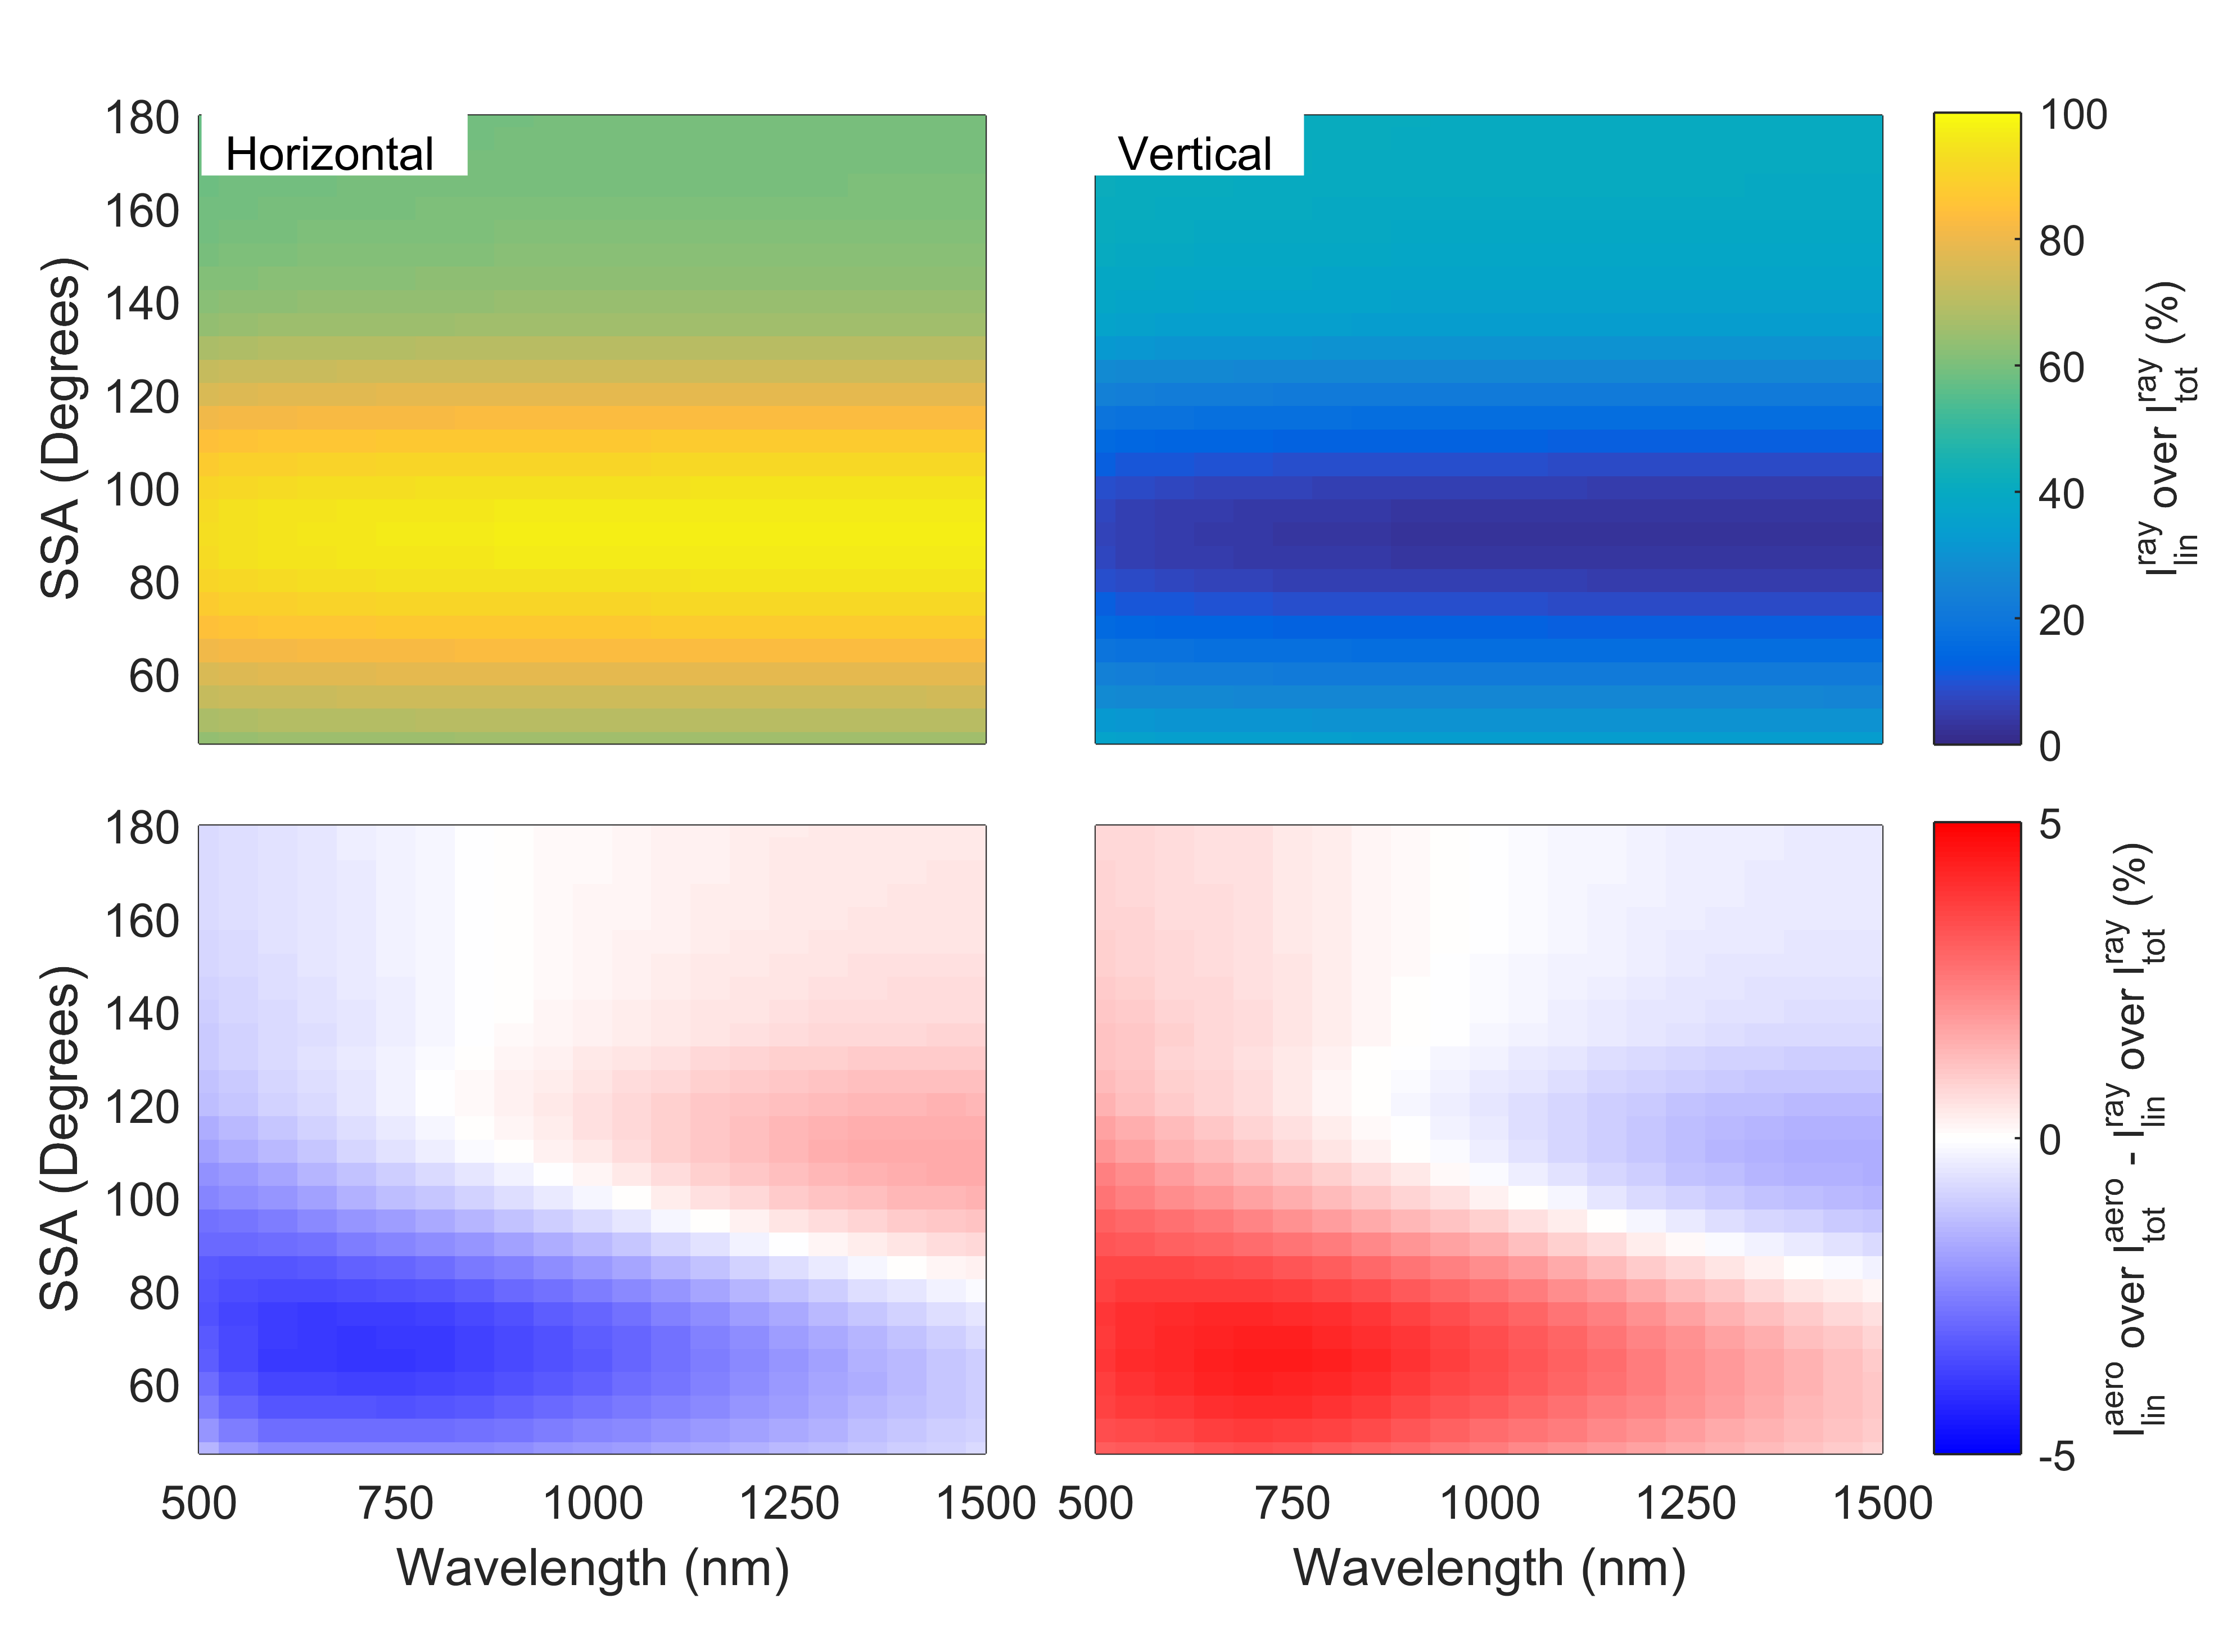 Horizontal
Vertical
180
160
140
120
100
80
60
SSA (Degrees)
100
80
60
40
20
0
I_lin^ray over I_tot^ray (%)
180
160
140
120
100
80
60
SSA (Degrees)
5
0
-5
I_lin^aero over I_tot^aero - I_lin^ray over I_tot^ray (%)
500 750 1000 1250 1500
500 750 1000 1250 1500
Wavelength (nm)
Wavelength (nm)